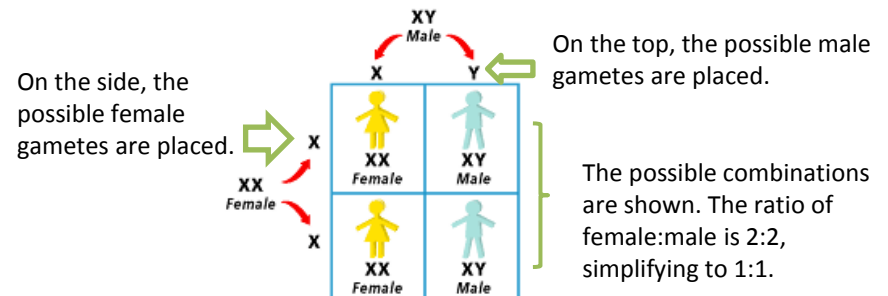 XY
Male
X Y
On the top, the possible male
gametes are placed.
On the side, the
possible female
gametes are placed.
X
XX
Female
XY
Male
XX
Female
X
XX
Female
XY
Male
The possible combinations
are shown. The ratio of
female:male is 2:2,
simplifying to 1:1.